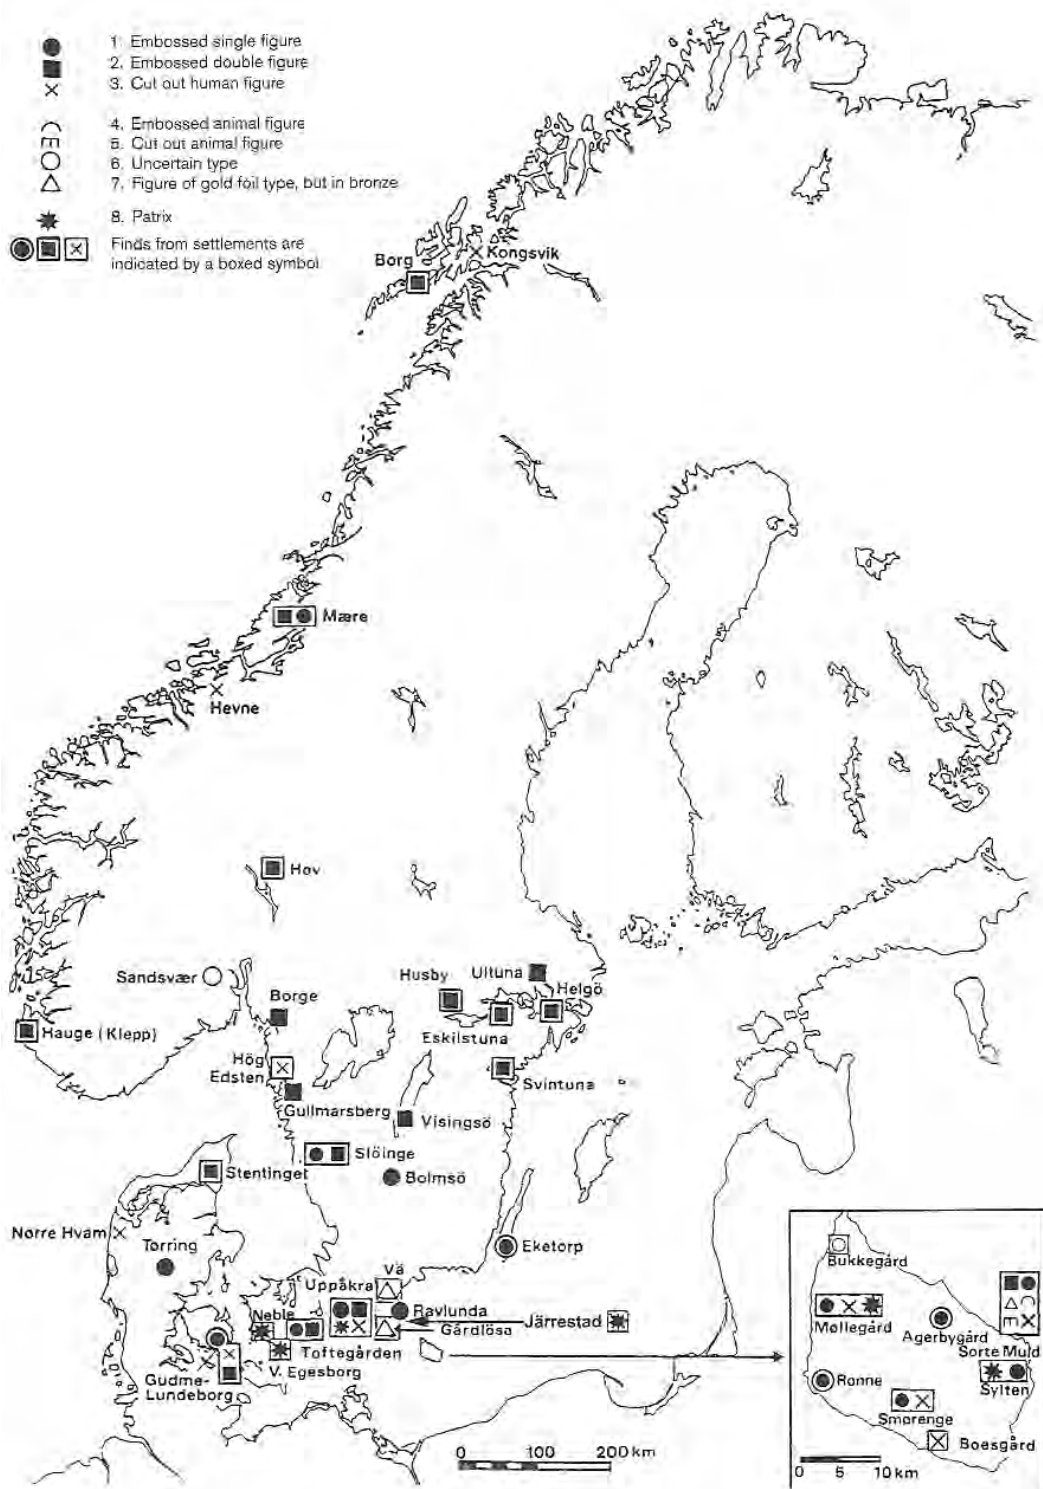 1. Embossed single figure
2. Embossed double figure
3. Cut out human figure
4. Embossed animal figure
5. Cut out animal figure
6. Uncertain type
7. Figure of gold foil type, but in bronze
8. Patrix
Finds from settlements are
indicated by a boxed symbol
Borg
Kongsvik
Mære
Hevne
Hov
Sandsvær
Husby
Ultuna
Helgö
Borge
Hauge (Klepp)
Eskilstuna
Hög
Edsten
Svintuna
Gullmarsberg
Visingsö
Slöinge
Stentinget
Bolmsö
Nørre Hvam
Tørring
Eketorp
Vä
Uppåkra
Ravlunda
Neble
Järrestad
Gårdlösa
Toftegården
V. Egesborg
Gudme-
Lundeborg
0 100 200 km
Bukkegård
Møllegård
Agerbygård
Sorte Muld
Rønne
Sylten
Smørenge
Boesgård
0 5 10 km